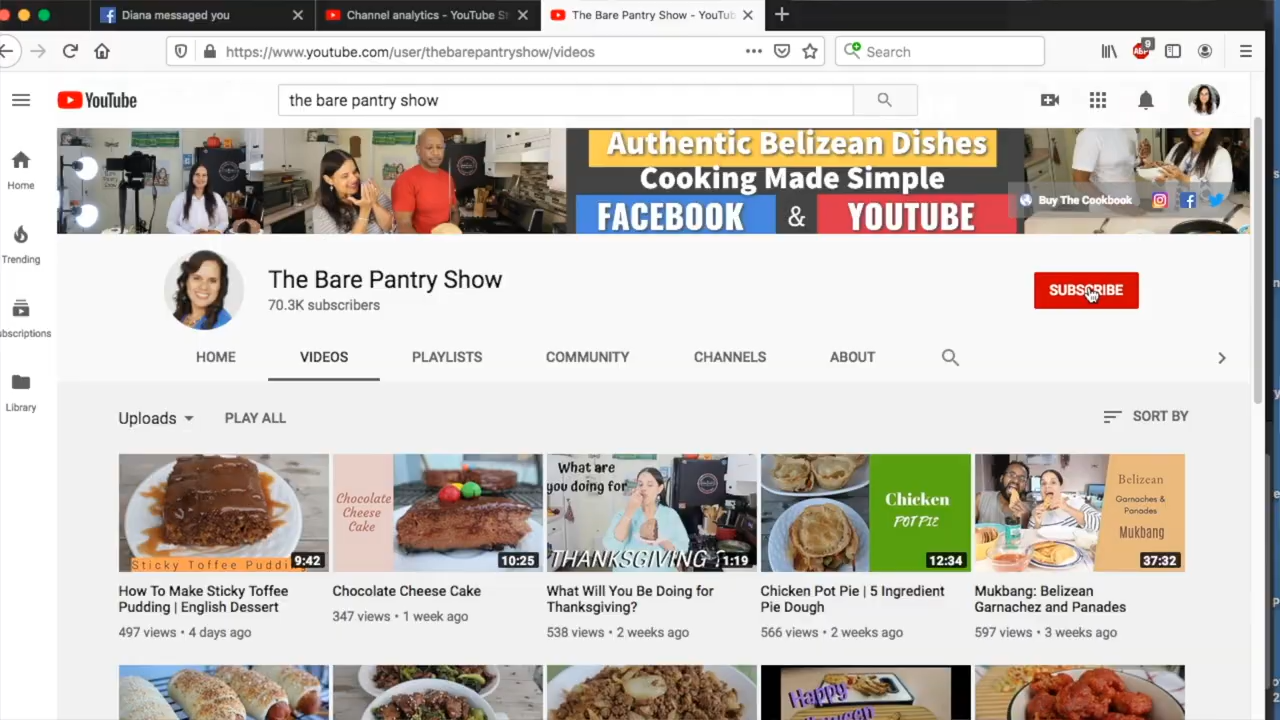 Diana messaged you
Channel analytics - YouTube S
The Bare Pantry Show - YouTub
https://www.youtube.com/user/thebarepantryshow/videos
Search
ABP
9
YouTube
the bare pantry show
Home
Trending
ubscriptions
Library
Authentic Belizean Dishes
Cooking Made Simple
FACEBOOK & YOUTUBE
Buy The Cookbook
The Bare Pantry Show
70.3K subscribers
SUBSCRIBE
HOME VIDEOS PLAYLISTS COMMUNITY CHANNELS ABOUT
Uploads PLAY ALL SORT BY
Sticky Toffee Puddin
9:42
How To Make Sticky Toffee
Pudding | English Dessert
497 views • 4 days ago
Chocolate
Cheese
Cake
10:25
Chocolate Cheese Cake
347 views • 1 week ago
What are
you doing for
THANKSGIVING ?
1:19
What Will You Be Doing for
Thanksgiving?
538 views • 2 weeks ago
Chicken
POT PIE
12:34
Chicken Pot Pie | 5 Ingredient
Pie Dough
566 views • 2 weeks ago
Belizean
Garnaches &
Panades
Mukbang
37:32
Mukbang: Belizean
Garnachez and Panades
597 views • 3 weeks ago
Happy